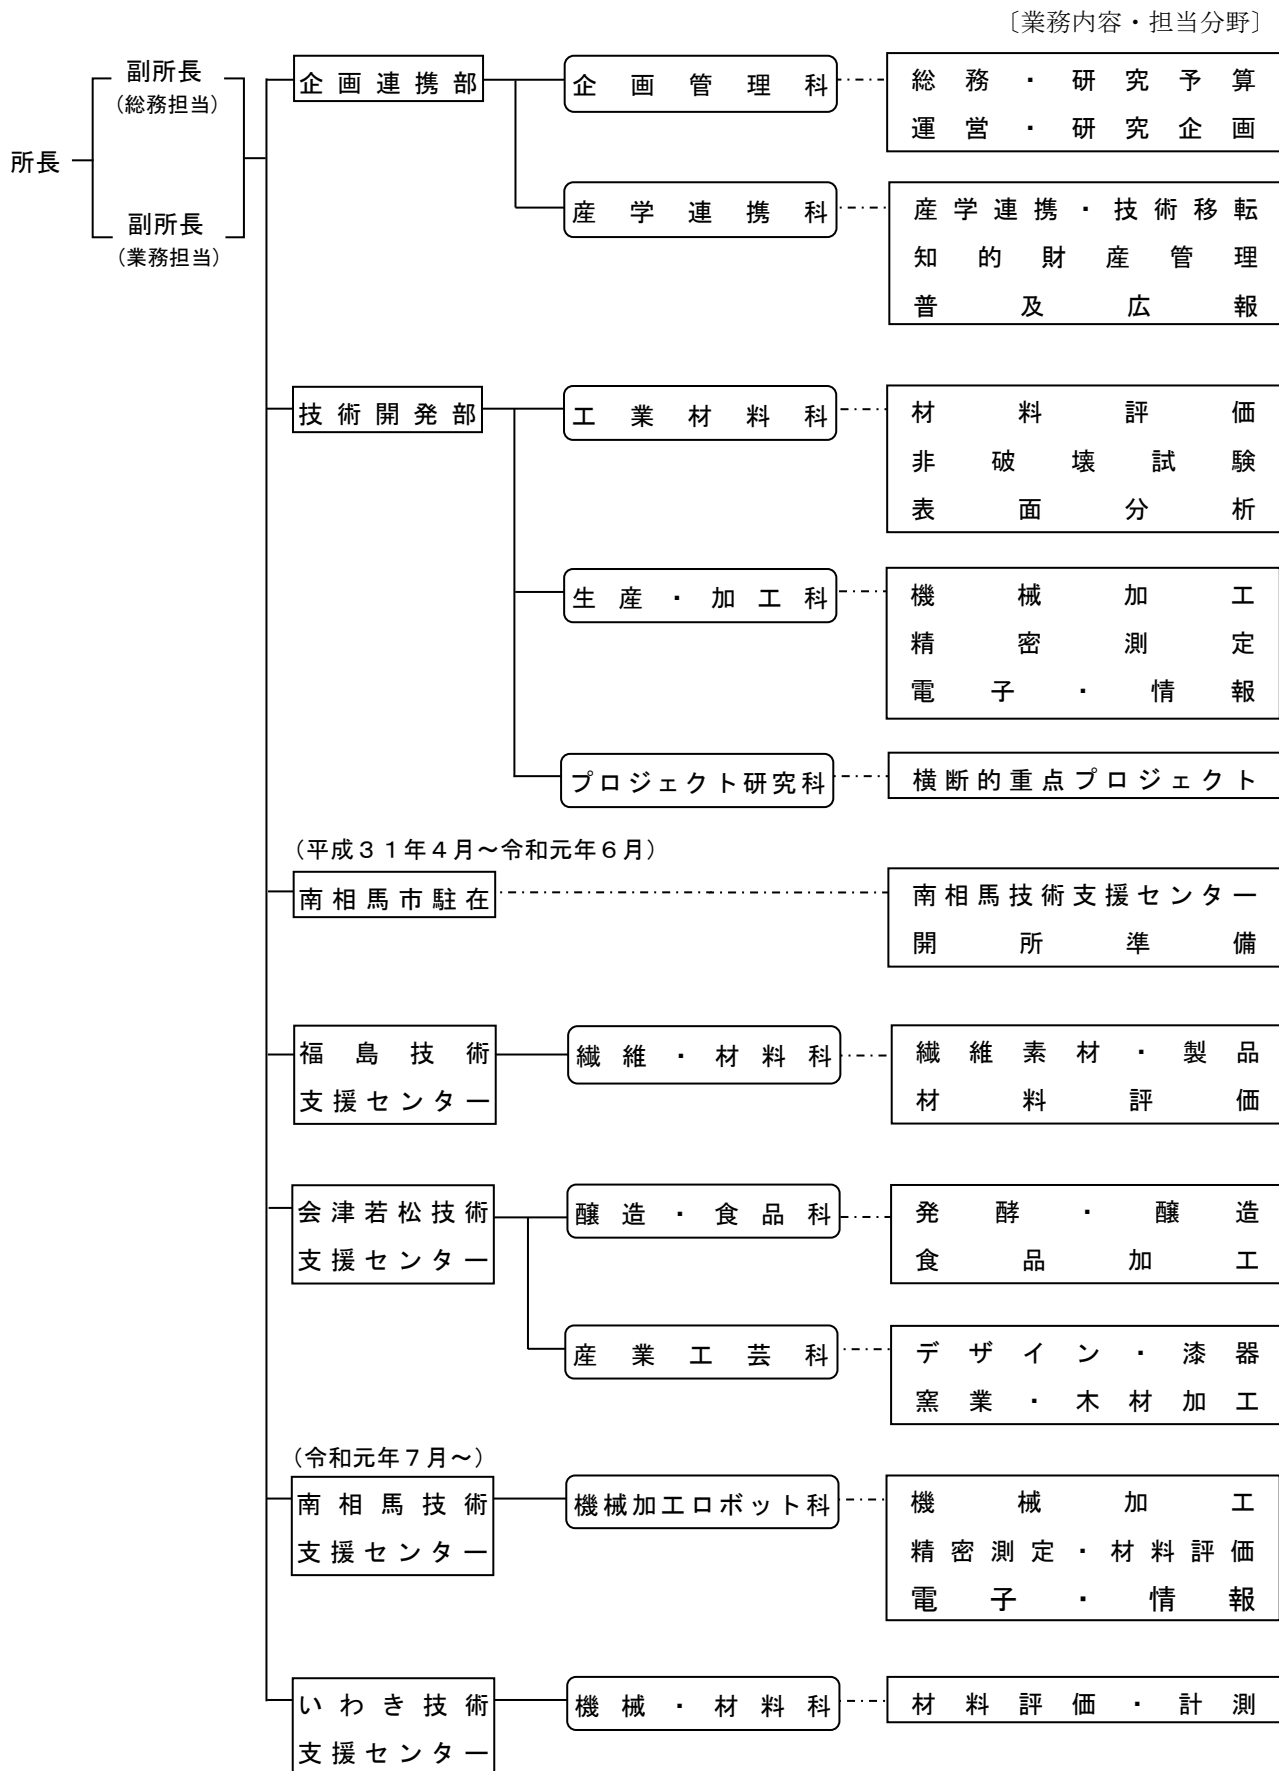 〔業務内容・担当分野〕
所長
副所長
(総務担当)
副所長
(業務担当)
企画連携部
企画管理科
総務・研究予算
運営・研究企画
産学連携科
産学連携・技術移転
知的財産管理
普及広報
技術開発部
工業材料科
材料評価
非破壊試験
表面分析
生産・加工科
機械加工
精密測定
電子・情報
プロジェクト研究科
横断的重点プロジェクト
(平成31年4月~令和元年6月)
南相馬市駐在
南相馬技術支援センター
開所準備
福島技術
支援センター
繊維・材料科
繊維素材・製品
材料評価
会津若松技術
支援センター
醸造・食品科
発酵・醸造
食品加工
産業工芸科
デザイン・漆器
窯業・木材加工
(令和元年7月~)
南相馬技術
支援センター
機械加工ロボット科
機械加工
精密測定・材料評価
電子・情報
いわき技術
支援センター
機械・材料科
材料評価・計測